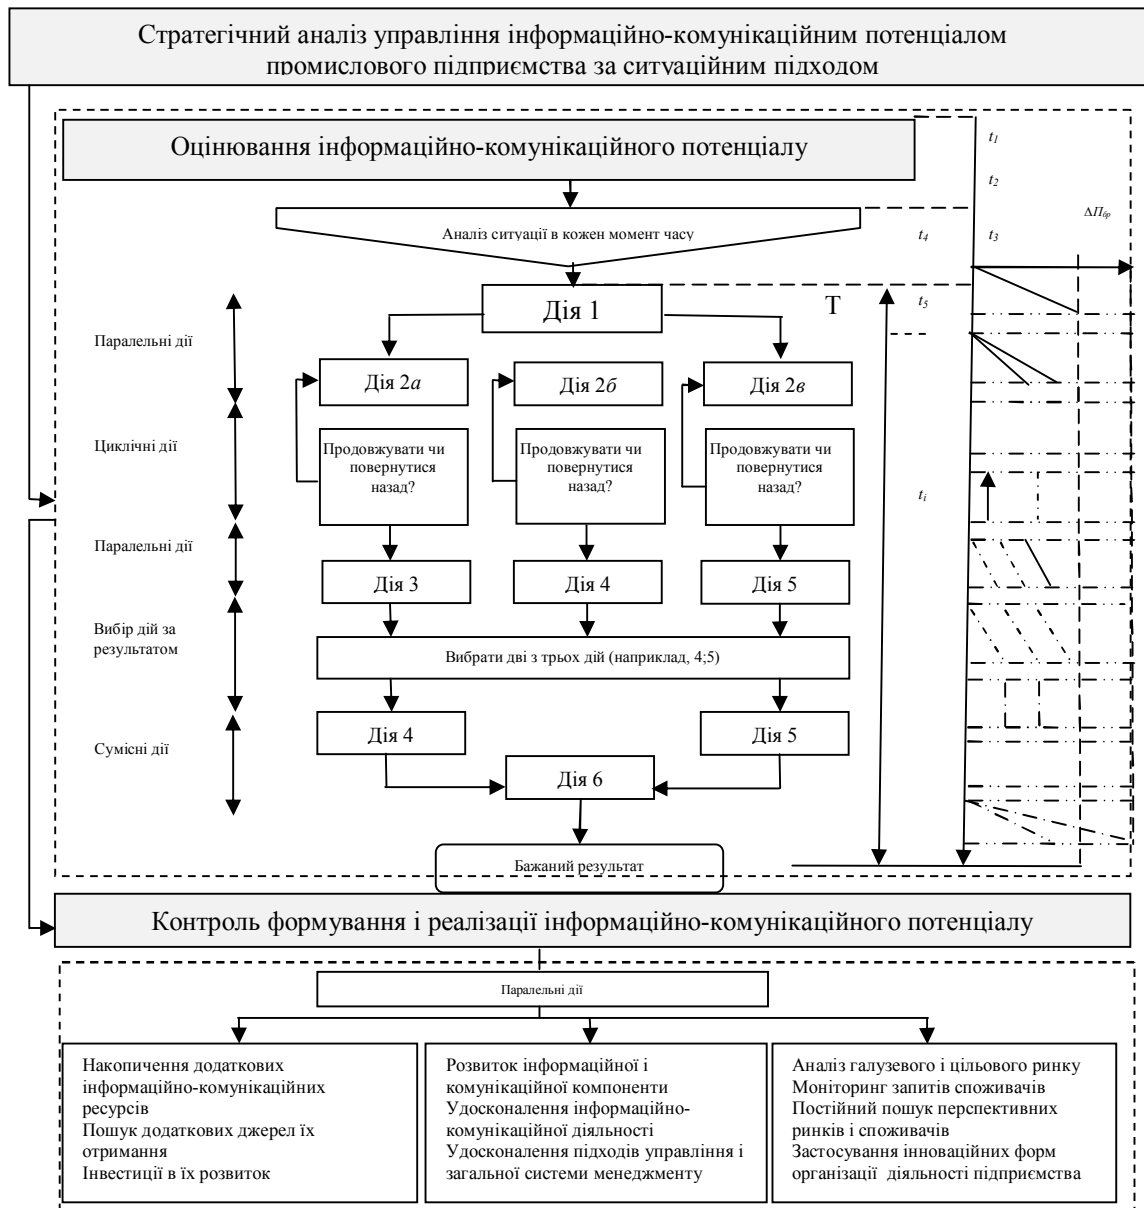 Стратегічний аналіз управління інформаційно-комунікаційним потенціалом
промислового підприємства за ситуаційним підходом
Оцінювання інформаційно-комунікаційного потенціалу
t₁
t₂
ΔПбр
Аналіз ситуації в кожен момент часу
t₄
t₃
Дія 1
T
t₅
Паралельні дії
Дія 2а
Дія 2б
Дія 2в
Циклічні дії
Продовжувати чи
повернутися
назад?
Продовжувати чи
повернутися
назад?
Продовжувати чи
повернутися
назад?
tᵢ
Паралельні дії
Дія 3
Дія 4
Дія 5
Вибір дій за
результатом
Вибрати дві з трьох дій (наприклад, 4;5)
Сумісні дії
Дія 4
Дія 5
Дія 6
Бажаний результат
Контроль формування і реалізації інформаційно-комунікаційного потенціалу
Паралельні дії
Накопичення додаткових
інформаційно-комунікаційних
ресурсів
Пошук додаткових джерел їх
отримання
Інвестиції в їх розвиток
Розвиток інформаційної і
комунікаційної компоненти
Удосконалення інформаційно-
комунікаційної діяльності
Удосконалення підходів управління і
загальної системи менеджменту
Аналіз галузевого і цільового ринку
Моніторинг запитів споживачів
Постійний пошук перспективних
ринків і споживачів
Застосування інноваційних форм
організації діяльності підприємства